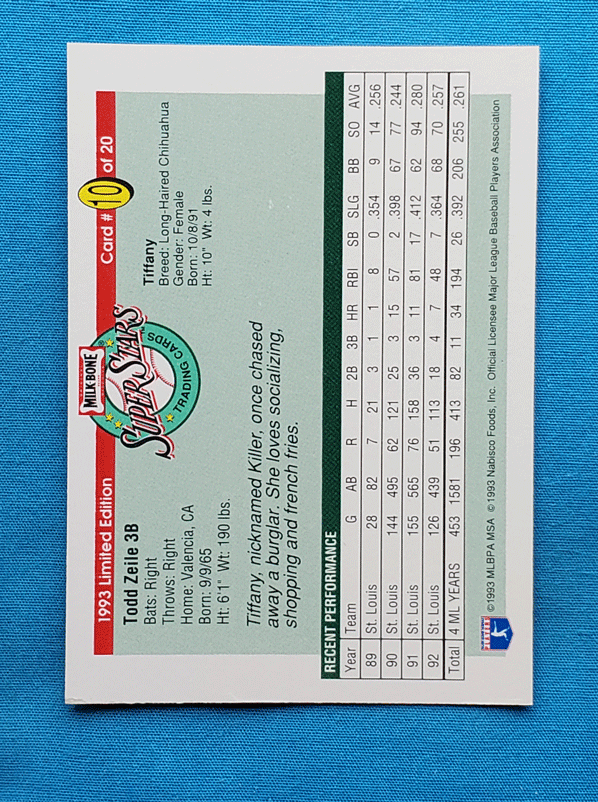 1993 Limited Edition
MILK-BONE
SUPER STARS
TRADING CARDS
Card # 10 of 20
Todd Zeile 3B
Bats: Right
Throws: Right
Home: Valencia, CA
Born: 9/9/65
Ht: 6'1" Wt: 190 lbs.
Tiffany
Breed: Long-Haired Chihuahua
Gender: Female
Born: 10/8/91
Ht: 10" Wt: 4 lbs.
Tiffany, nicknamed Killer, once chased
away a burglar. She loves socializing,
shopping and french fries.
RECENT PERFORMANCE
Year Team G AB R H 2B 3B HR RBI SB SLG BB SO AVG
89 St. Louis 28 82 7 21 3 1 1 8 0 .354 9 14 .256
90 St. Louis 144 495 62 121 25 3 15 57 2 .398 67 77 .244
91 St. Louis 155 565 76 158 36 3 11 81 17 .412 62 94 .280
92 St. Louis 126 439 51 113 18 4 7 48 7 .364 68 70 .257
Total 4 ML YEARS 453 1581 196 413 82 11 34 194 26 .392 206 255 .261
PLAYERS
©1993 MLBPA MSA ©1993 Nabisco Foods, Inc. Official Licensee Major League Baseball Players Association